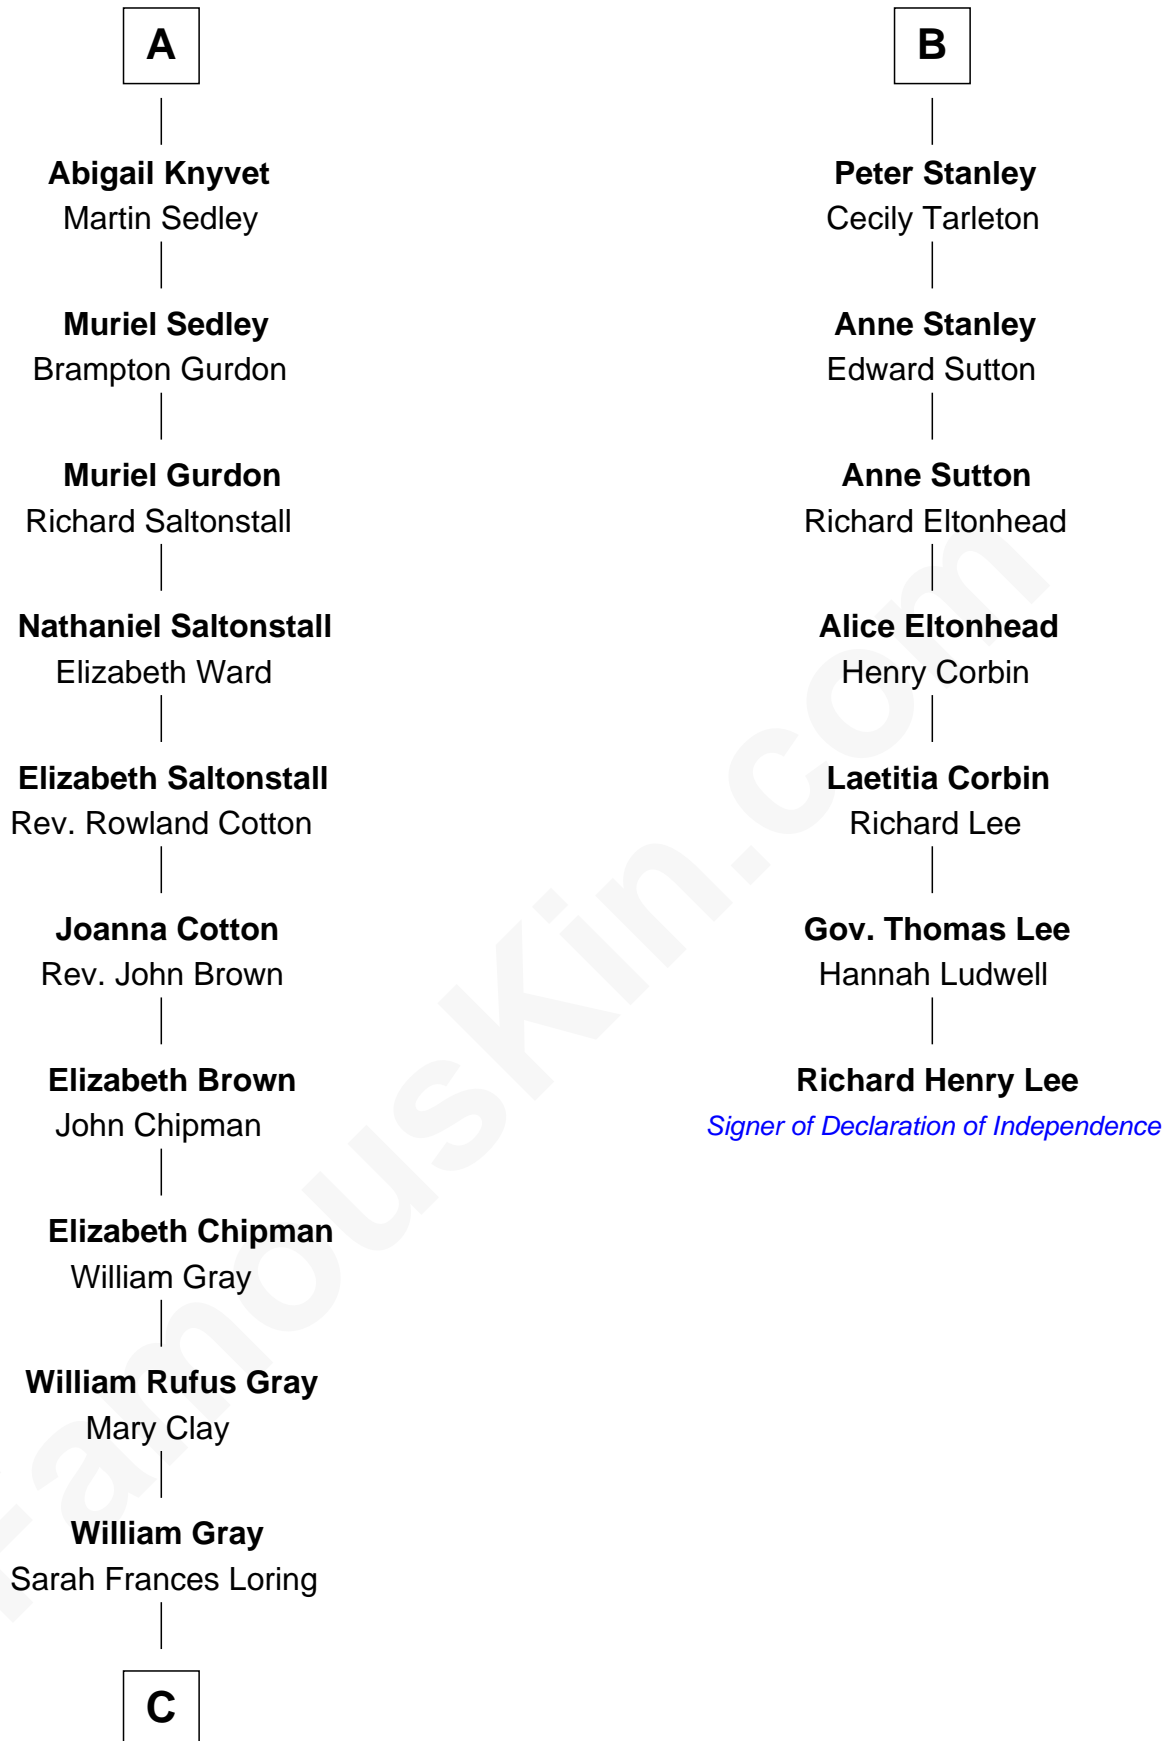 A
Abigail Knyvet
Martin Sedley
Muriel Sedley
Brampton Gurdon
Muriel Gurdon
Richard Saltonstall
Nathaniel Saltonstall
Elizabeth Ward
Elizabeth Saltonstall
Rev. Rowland Cotton
Joanna Cotton
Rev. John Brown
Elizabeth Brown
John Chipman
Elizabeth Chipman
William Gray
William Rufus Gray
Mary Clay
William Gray
Sarah Frances Loring
C
B
Peter Stanley
Cecily Tarleton
Anne Stanley
Edward Sutton
Anne Sutton
Richard Eltonhead
Alice Eltonhead
Henry Corbin
Laetitia Corbin
Richard Lee
Gov. Thomas Lee
Hannah Ludwell
Richard Henry Lee
Signer of Declaration of Independence
FamousKin.com